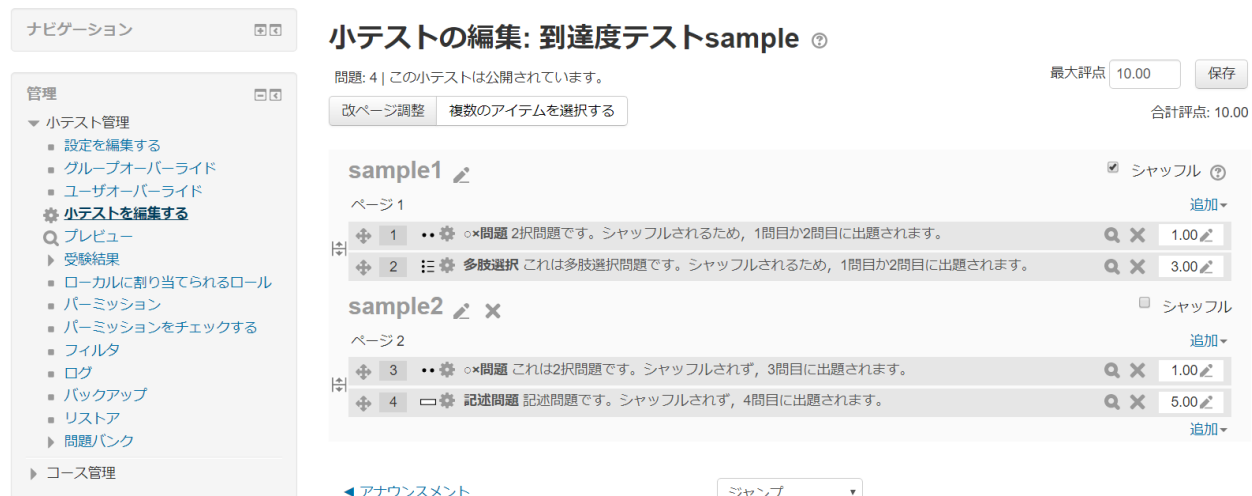 ナビゲーション
管理
小テスト管理
設定を編集する
グループオーバーライド
ユーザオーバーライド
小テストを編集する
プレビュー
受験結果
ローカルに割り当てられるロール
パーミッション
パーミッションをチェックする
フィルタ
ログ
バックアップ
リストア
問題バンク
コース管理
小テストの編集: 到達度テストsample
問題: 4 | この小テストは公開されています。
最大評点 10.00 保存
改ページ調整 複数のアイテムを選択する
合計評点: 10.00
sample1 シャッフル
ページ 1 追加
1 ○×問題 2択問題です。シャッフルされるため，1問目か2問目に出題されます。 1.00
2 多肢選択 これは多肢選択問題です。シャッフルされるため，1問目か2問目に出題されます。 3.00
sample2 シャッフル
ページ 2 追加
3 ○×問題 これは2択問題です。シャッフルされず，3問目に出題されます。 1.00
4 記述問題 記述問題です。シャッフルされず，4問目に出題されます。 5.00
追加
◀ アナウンスメント ジャンプ